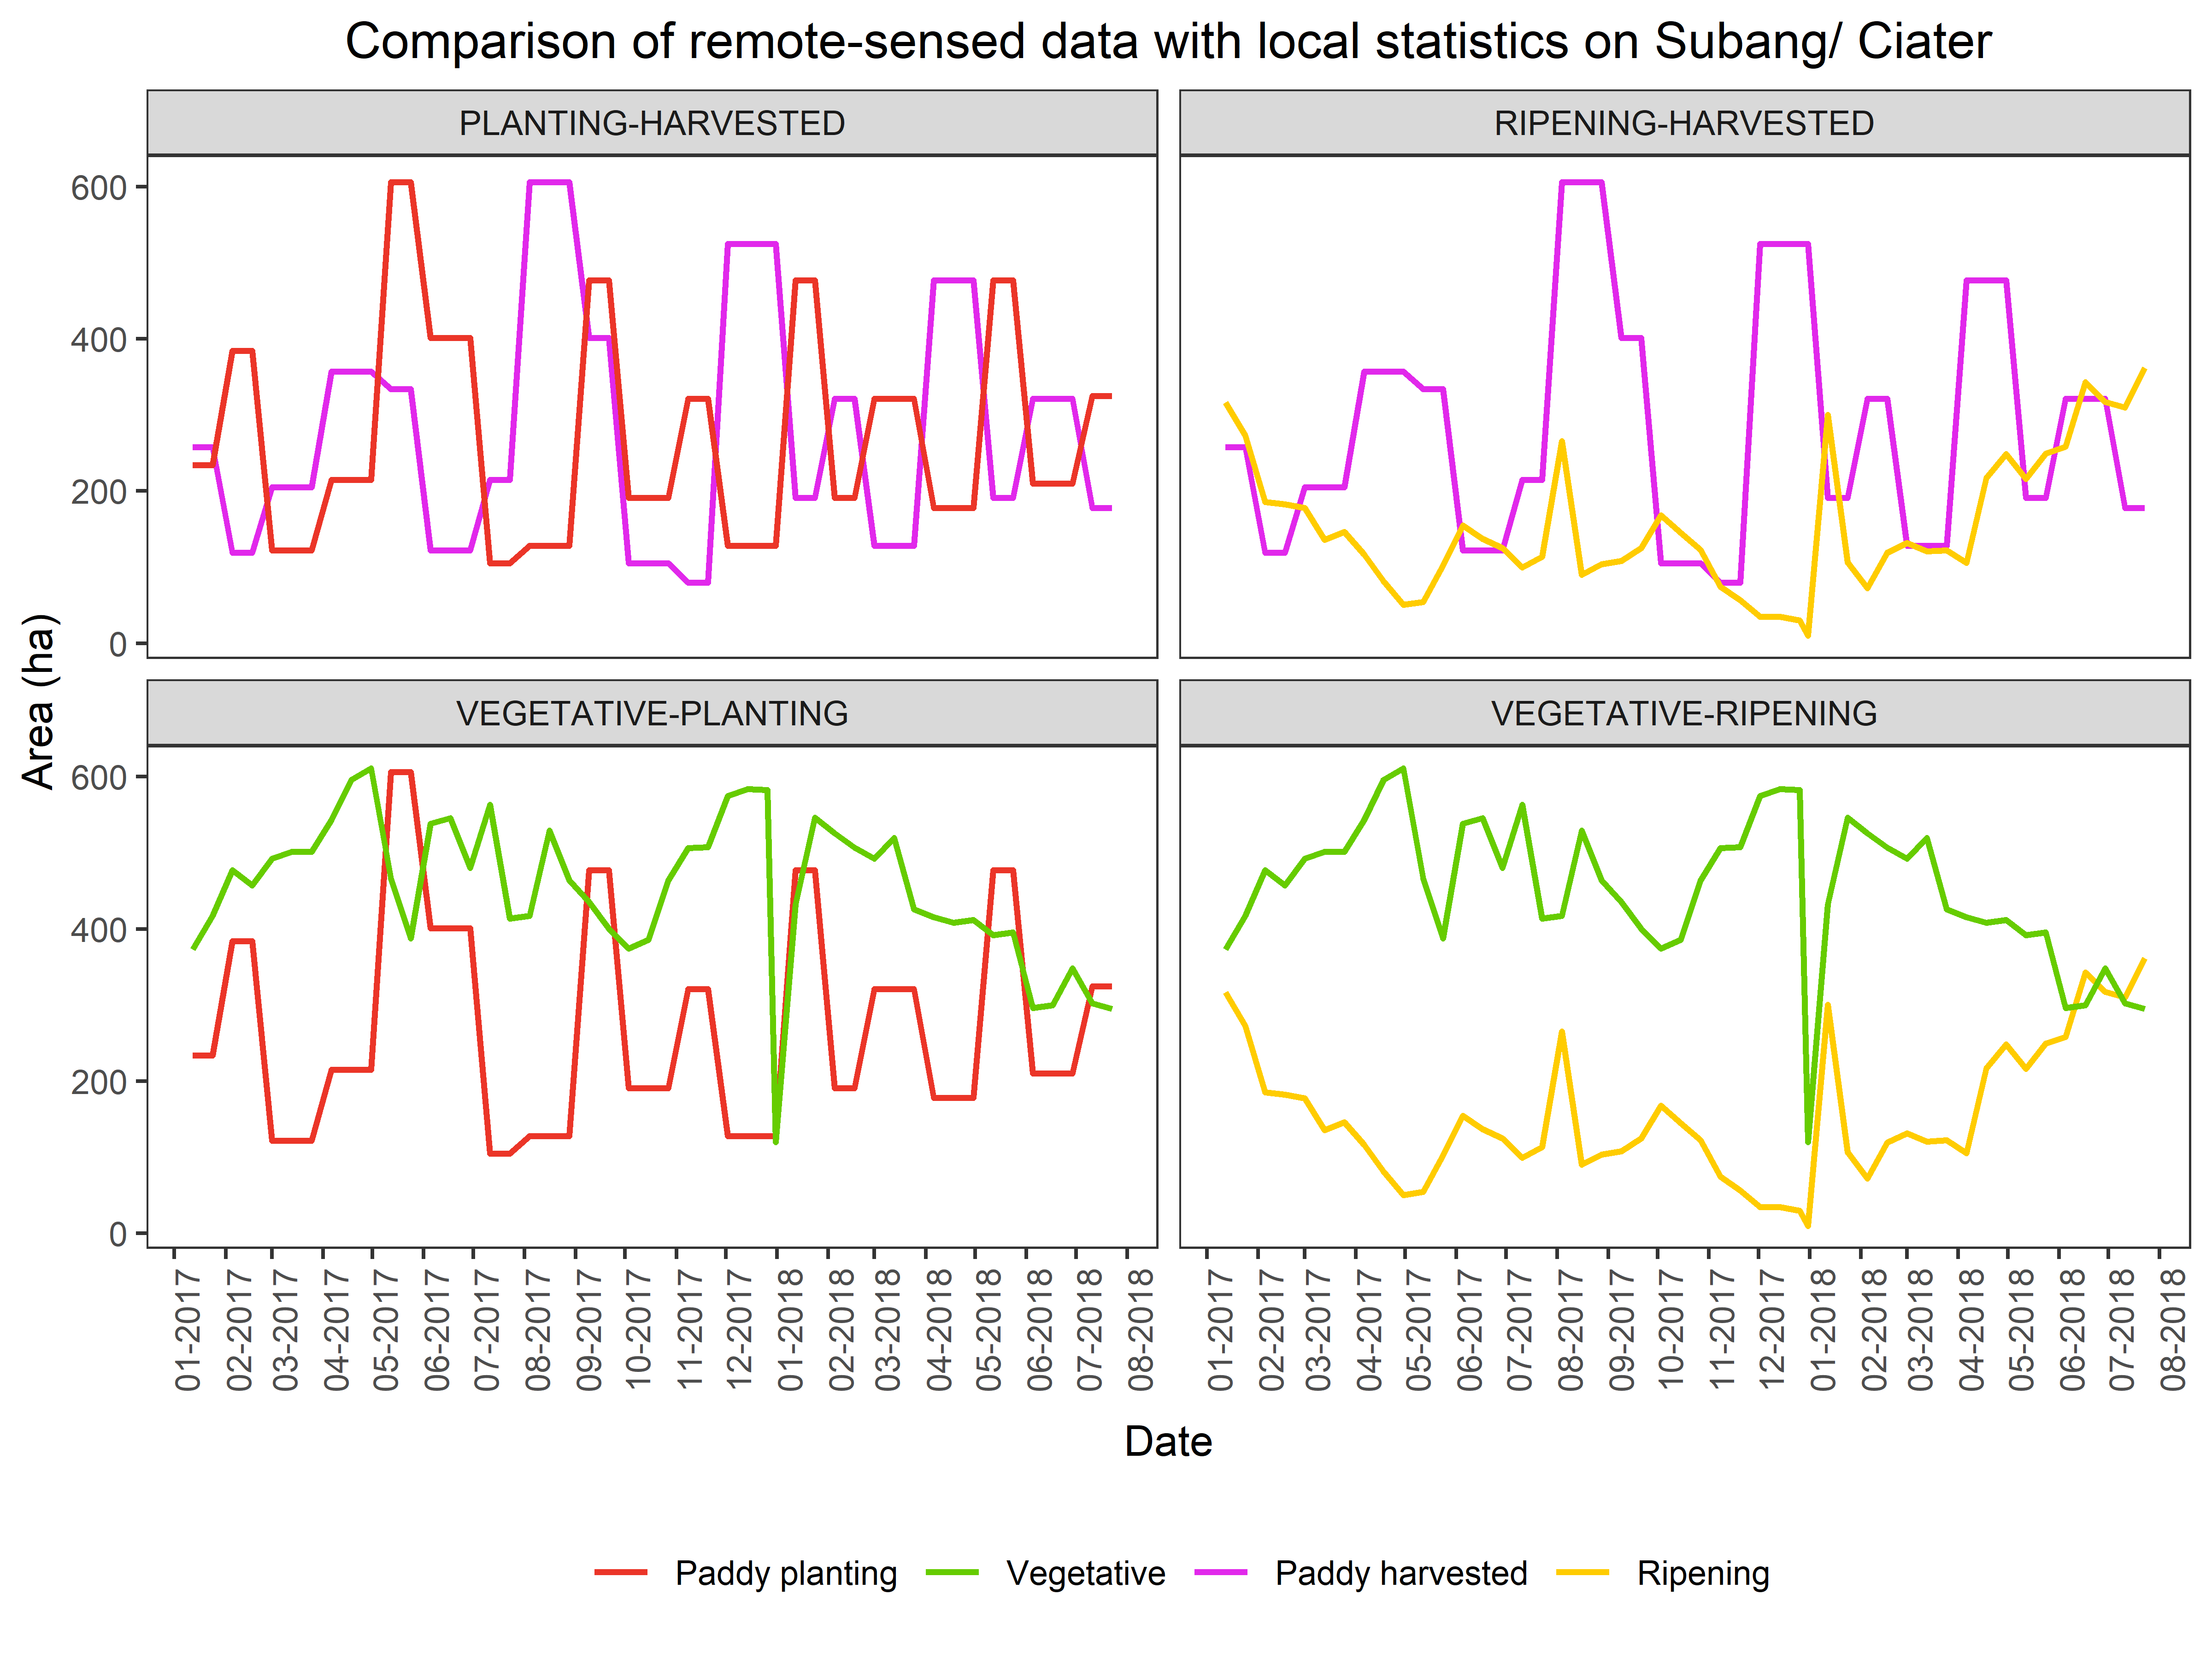 Comparison of remote-sensed data with local statistics on Subang/ Ciater
PLANTING-HARVESTED
RIPENING-HARVESTED
600
400
200
0
Area (ha)
VEGETATIVE-PLANTING
VEGETATIVE-RIPENING
600
400
200
0
01-2017 02-2017 03-2017 04-2017 05-2017 06-2017 07-2017 08-2017 09-2017 10-2017 11-2017 12-2017 01-2018 02-2018 03-2018 04-2018 05-2018 06-2018 07-2018 08-2018
01-2017 02-2017 03-2017 04-2017 05-2017 06-2017 07-2017 08-2017 09-2017 10-2017 11-2017 12-2017 01-2018 02-2018 03-2018 04-2018 05-2018 06-2018 07-2018 08-2018
Date
Paddy planting Vegetative Paddy harvested Ripening